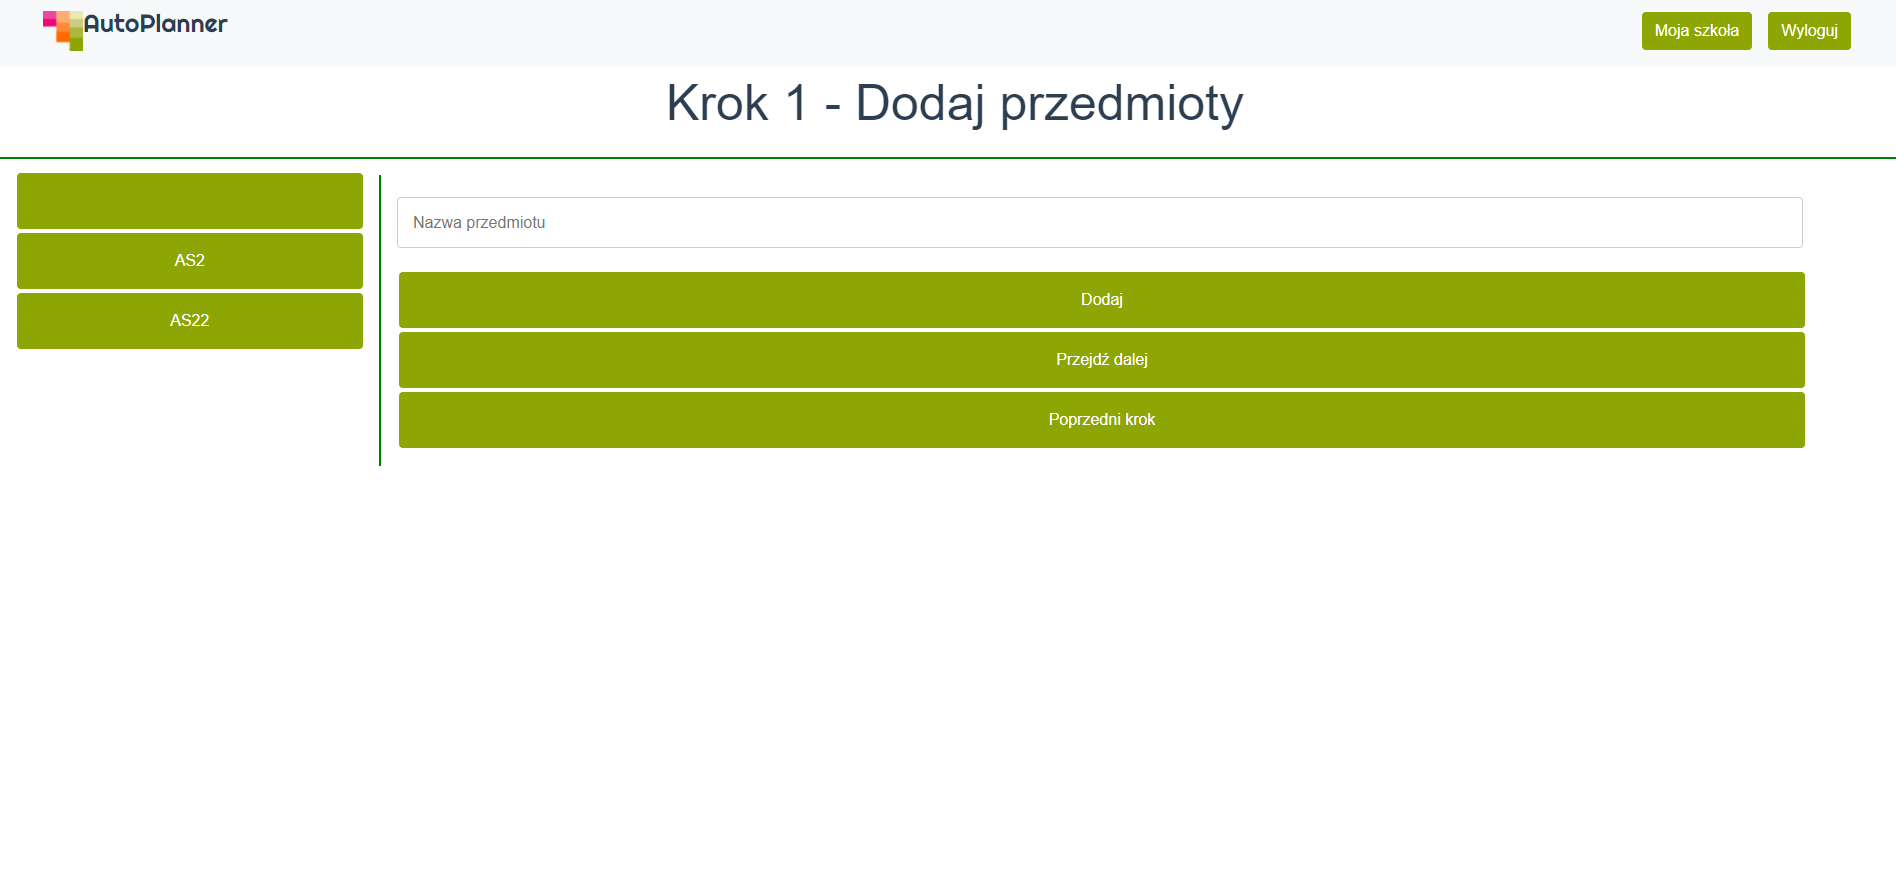 AutoPlanner
Moja szkoła
Wyloguj
Krok 1 - Dodaj przedmioty
AS2
AS22
Nazwa przedmiotu
Dodaj
Przejdź dalej
Poprzedni krok